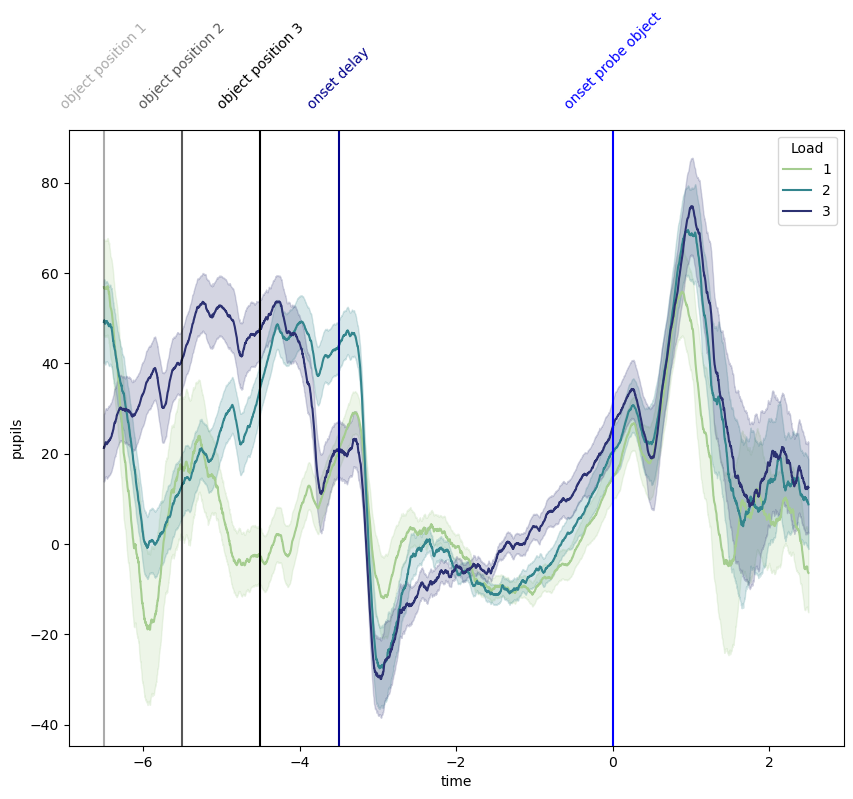 object position 1
object position 2
object position 3
onset delay
onset probe object
Load
1
2
3
80
60
40
20
0
−20
−40
pupils
−6
−4
−2
0
2
time